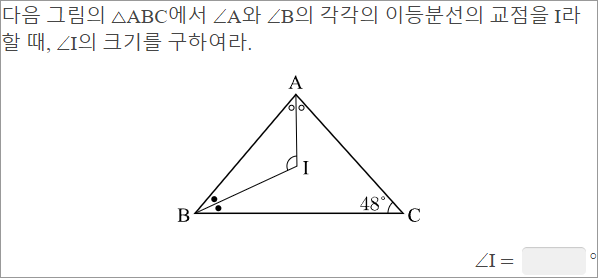 다음 그림의 △ABC에서 ∠A와 ∠B의 각각의 이등분선의 교점을 I라
할 때, ∠I의 크기를 구하여라.
A
I
B
48°
C
∠I = °